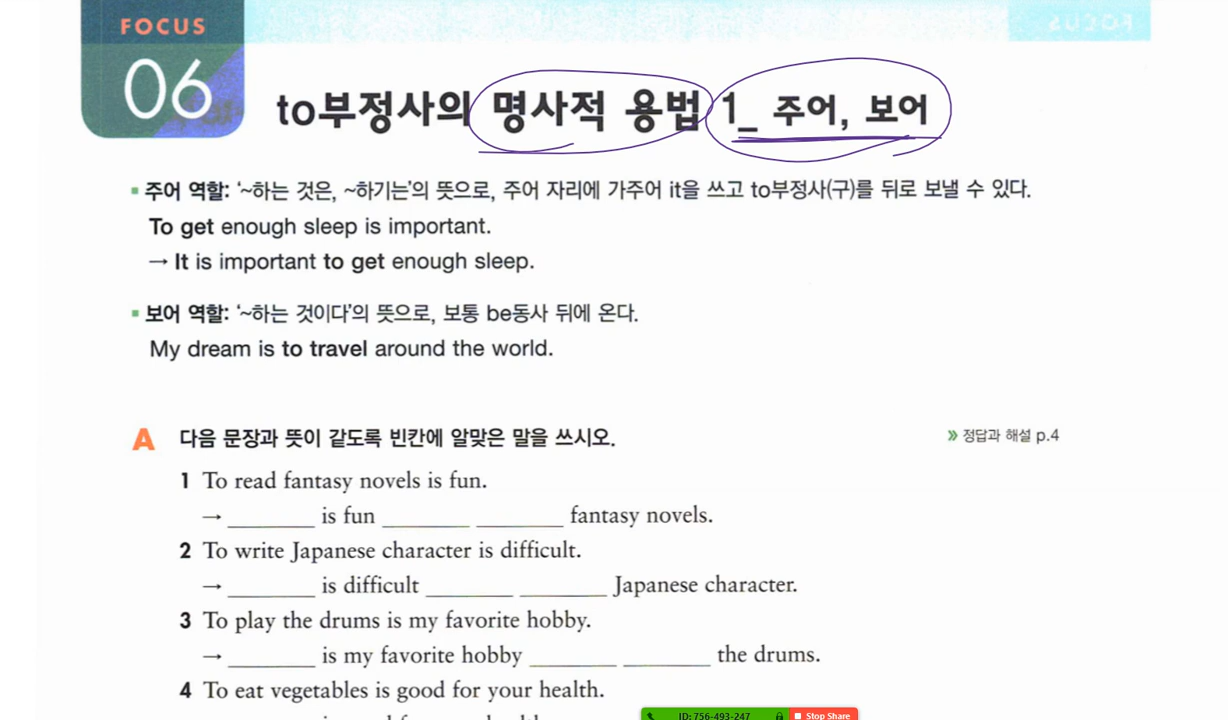 FOCUS
06
to부정사의 명사적 용법 1_ 주어, 보어
▪ 주어 역할: '~하는 것은, ~하기는'의 뜻으로, 주어 자리에 가주어 it을 쓰고 to부정사(구)를 뒤로 보낼 수 있다.
To get enough sleep is important.
→ It is important to get enough sleep.
▪ 보어 역할: '~하는 것이다'의 뜻으로, 보통 be동사 뒤에 온다.
My dream is to travel around the world.
A 다음 문장과 뜻이 같도록 빈칸에 알맞은 말을 쓰시오.
» 정답과 해설 p.4
1 To read fantasy novels is fun.
→ ________ is fun ________ ________ fantasy novels.
2 To write Japanese character is difficult.
→ ________ is difficult ________ ________ Japanese character.
3 To play the drums is my favorite hobby.
→ ________ is my favorite hobby ________ ________ the drums.
4 To eat vegetables is good for your health.
ID: 756-493-247 Stop Share